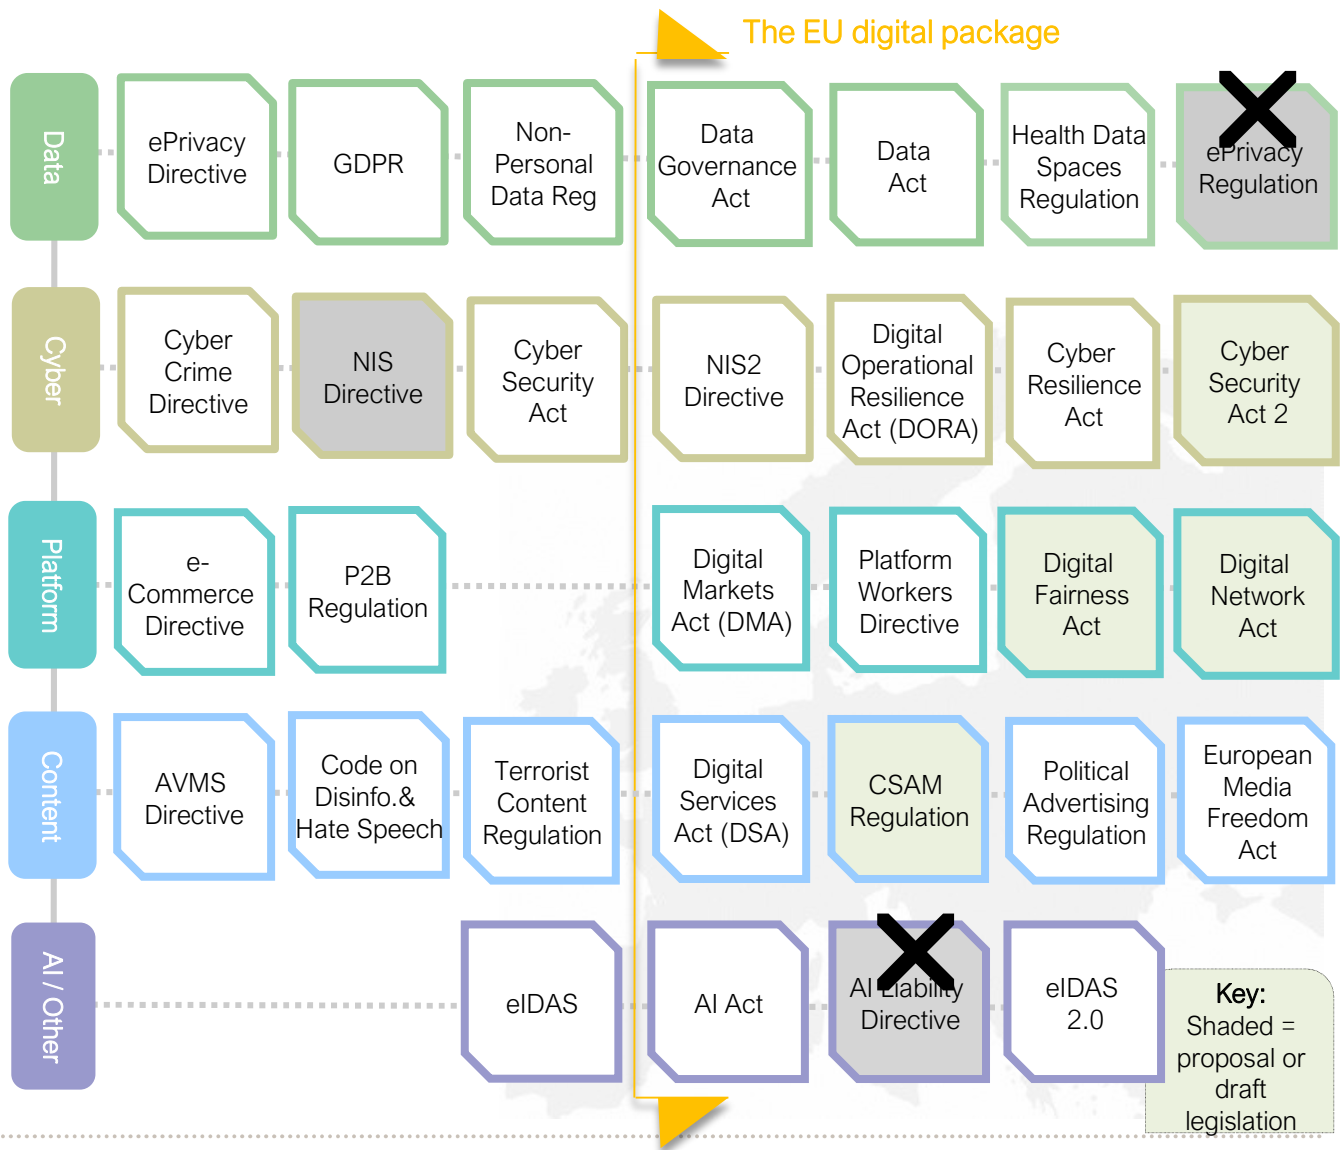 The EU digital package
Data
ePrivacy
Directive
GDPR
Non-
Personal
Data Reg
Data
Governance
Act
Data
Act
Health Data
Spaces
Regulation
ePrivacy
Regulation
Cyber
Cyber
Crime
Directive
NIS
Directive
Cyber
Security
Act
NIS2
Directive
Digital
Operational
Resilience
Act (DORA)
Cyber
Resilience
Act
Cyber
Security
Act 2
Platform
e-
Commerce
Directive
P2B
Regulation
Digital
Markets
Act (DMA)
Platform
Workers
Directive
Digital
Fairness
Act
Digital
Network
Act
Content
AVMS
Directive
Code on
Disinfo.&
Hate Speech
Terrorist
Content
Regulation
Digital
Services
Act (DSA)
CSAM
Regulation
Political
Advertising
Regulation
European
Media
Freedom
Act
AI / Other
eIDAS
AI Act
AI Liability
Directive
eIDAS
2.0
Key:
Shaded =
proposal or
draft
legislation